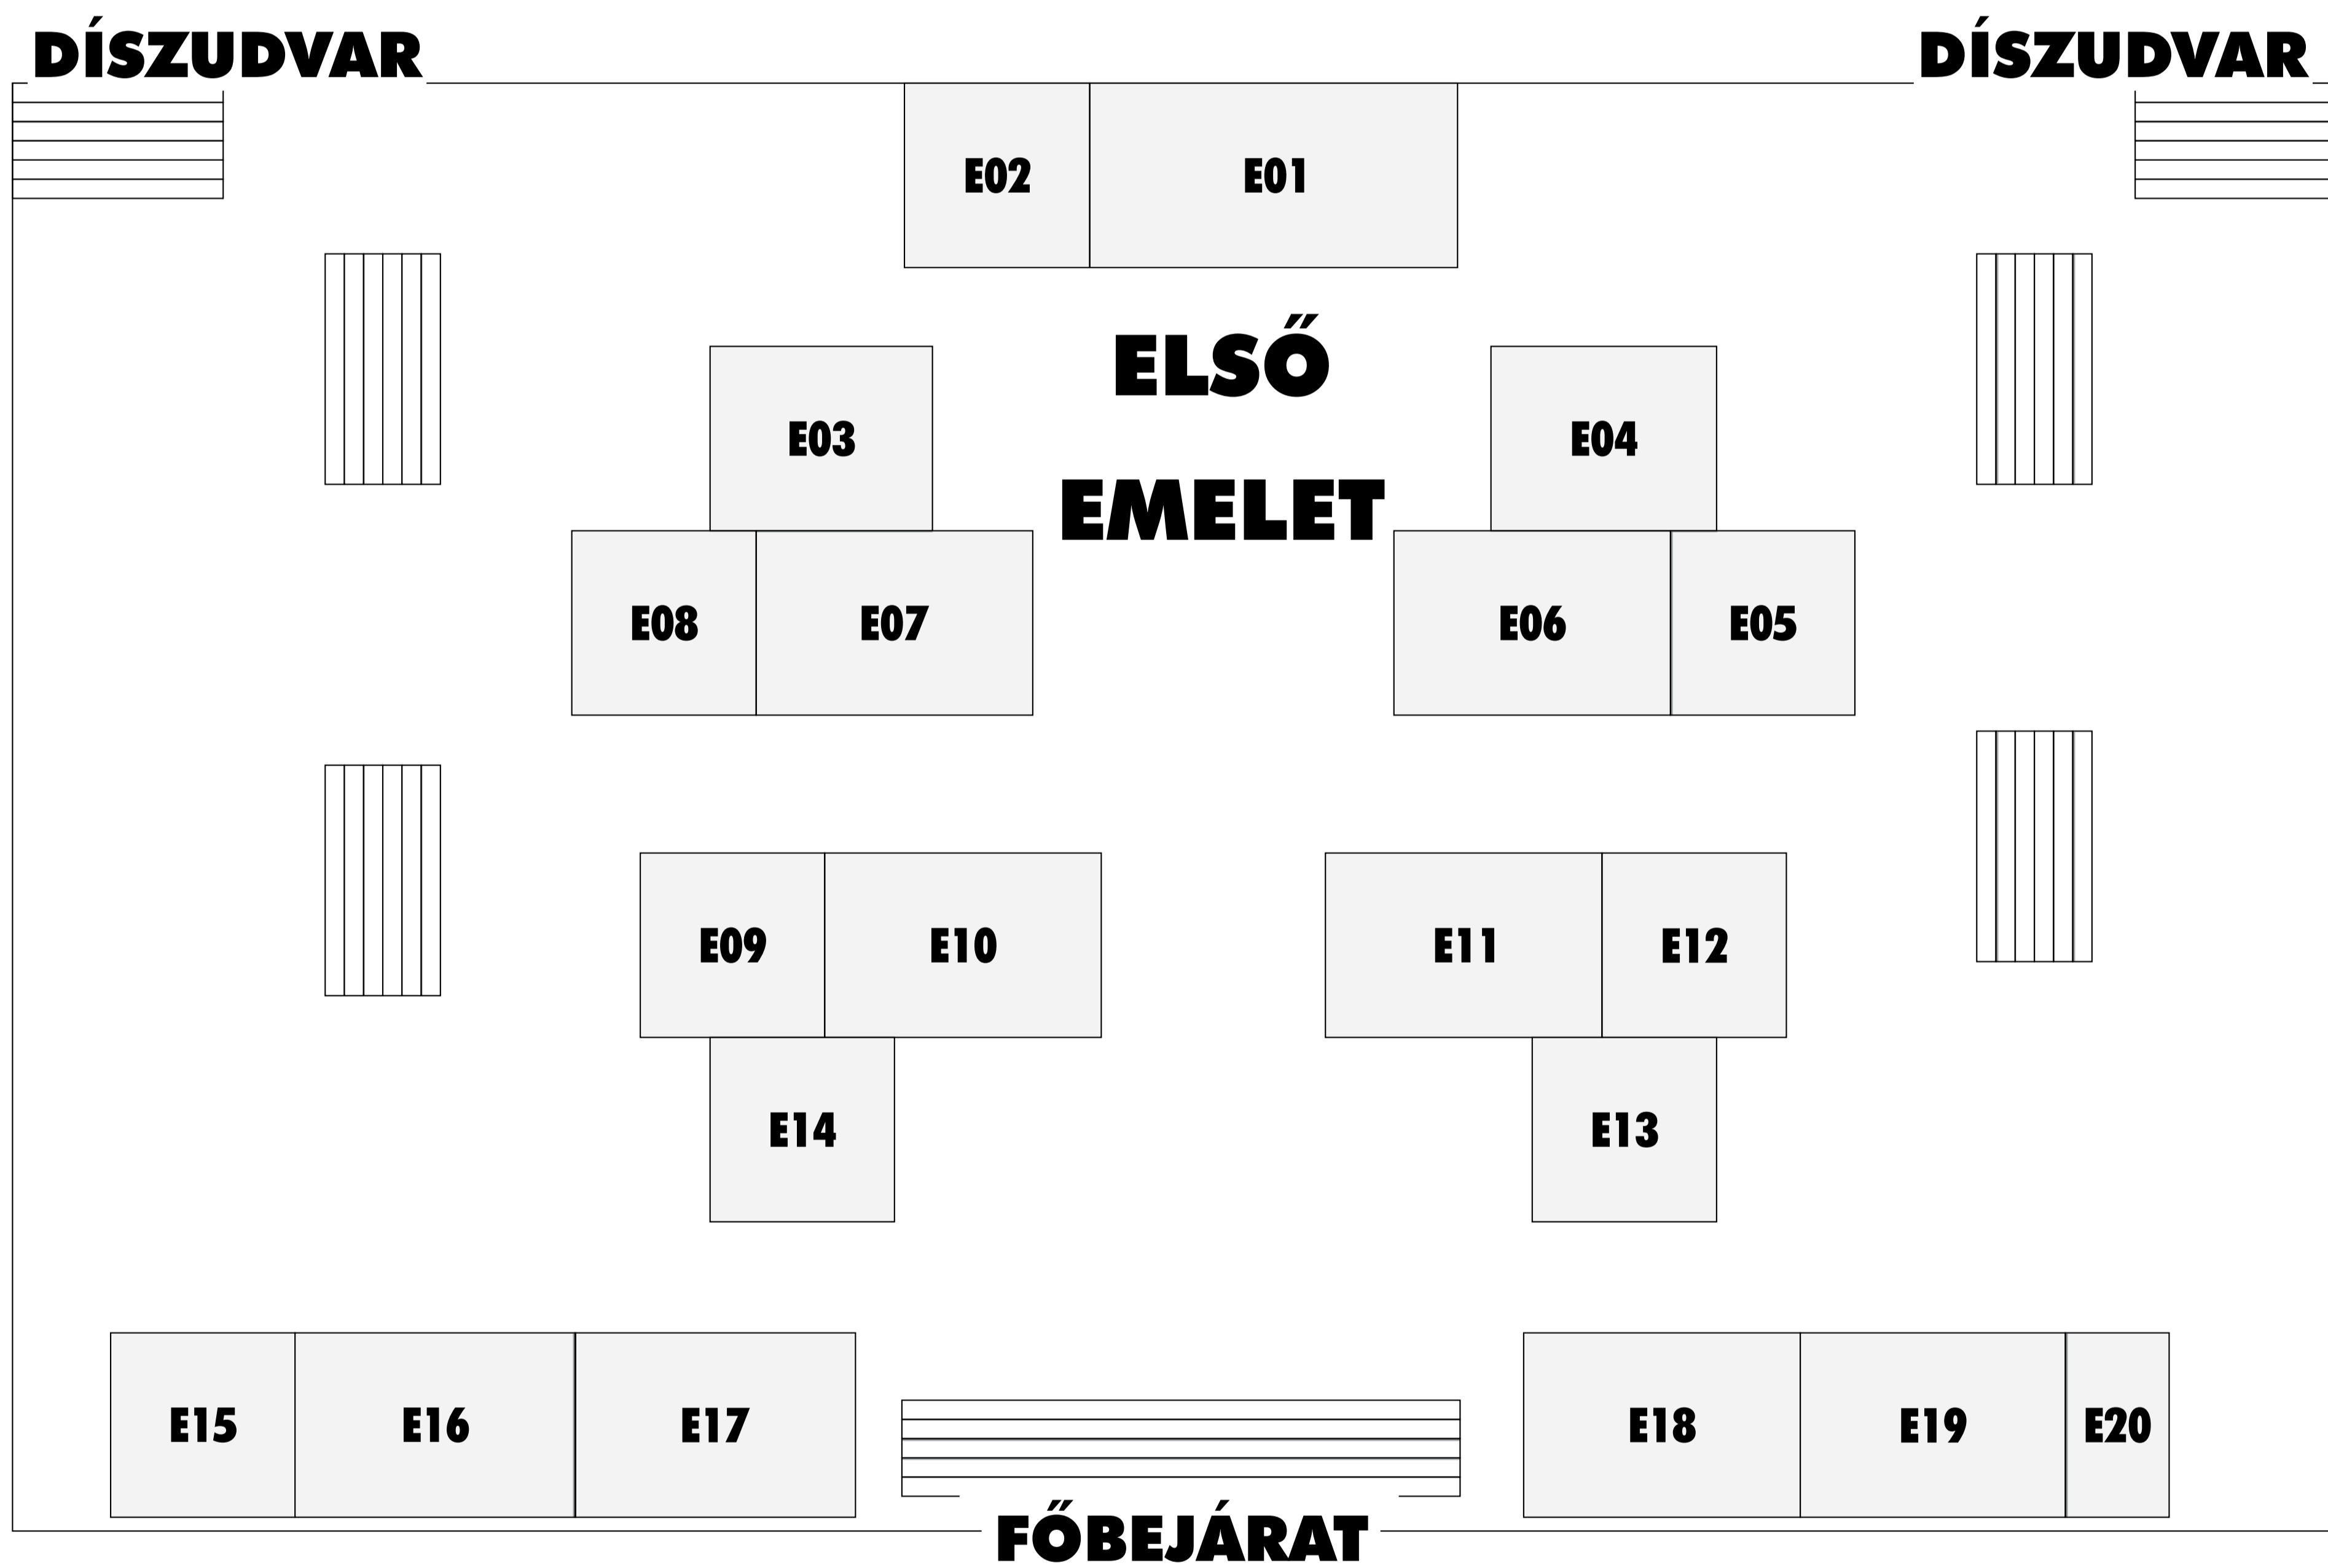 DÍSZUDVAR
DÍSZUDVAR
E02
E01
ELSŐ
E03
E04
EMELET
E08
E07
E06
E05
E09
E10
E11
E12
E14
E13
E15
E16
E17
E18
E19
E20
FŐBEJÁRAT